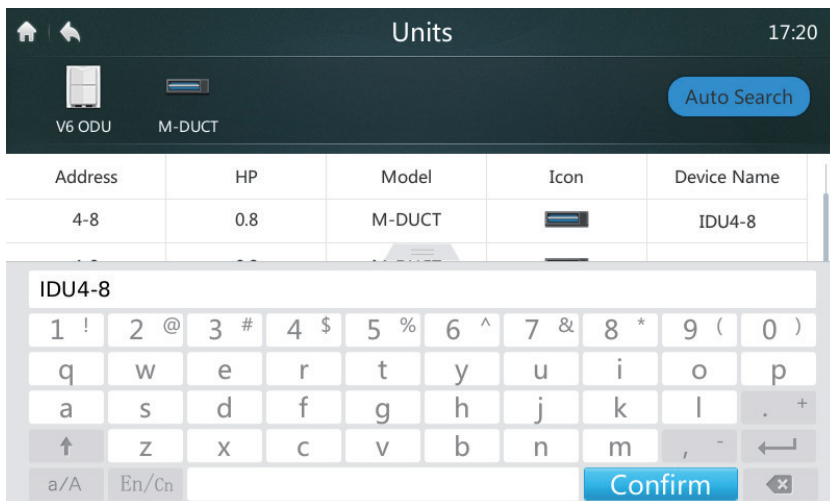 Units 17:20
V6 ODU M-DUCT Auto Search
Address HP Model Icon Device Name
4-8 0.8 M-DUCT IDU4-8
IDU4-8
1 ! 2 @ 3 # 4 $ 5 % 6 ^ 7 & 8 * 9 ( 0 )
q w e r t y u i o p
a s d f g h j k l . +
z x c v b n m , -
a/A En/Cn Confirm